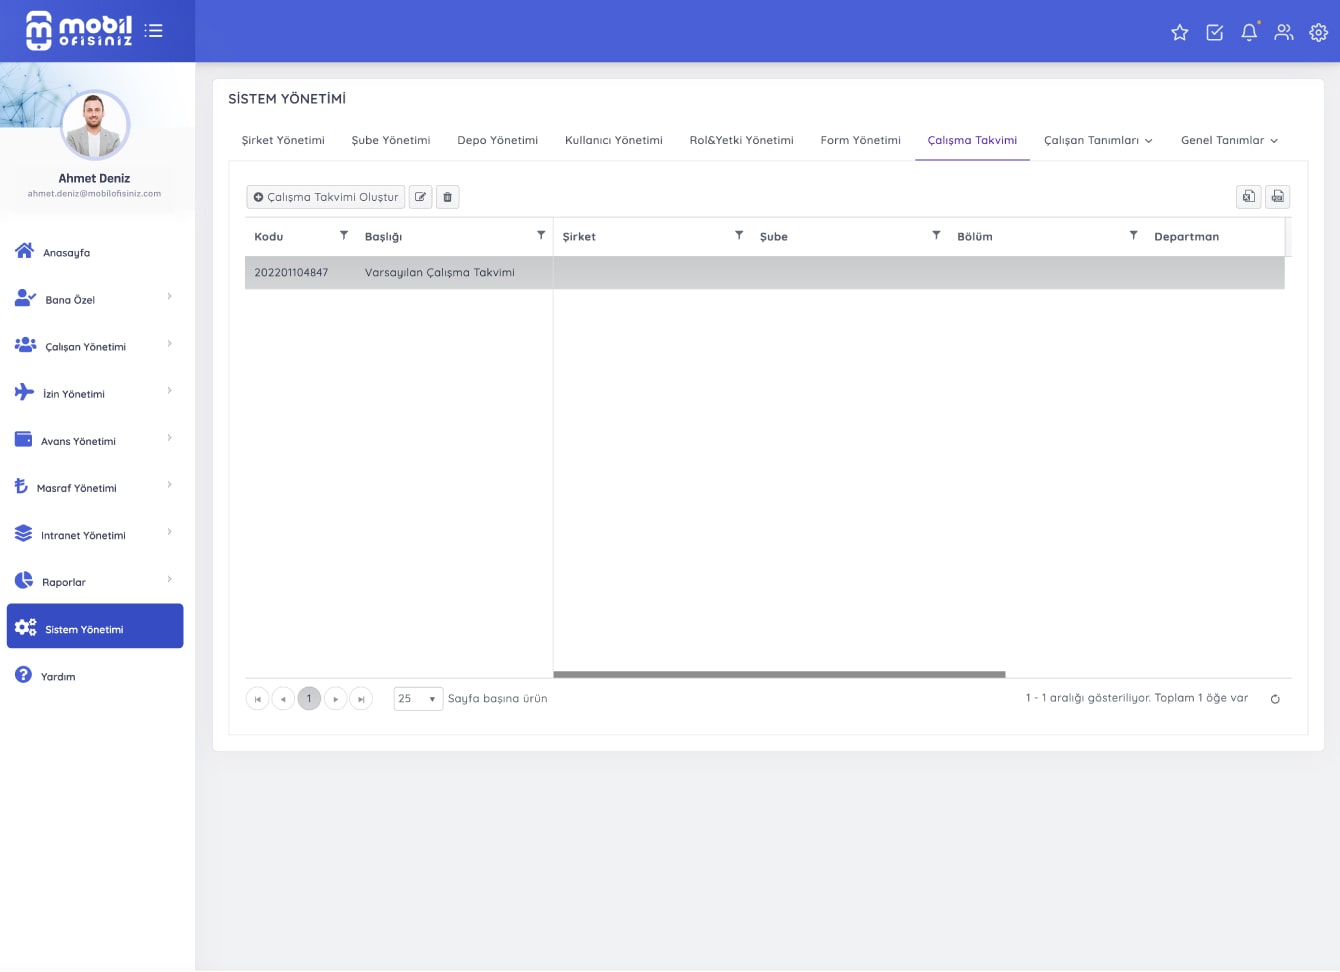 mobil
ofisiniz
Ahmet Deniz
ahmet.deniz@mobilofisiniz.com
Anasayfa
Bana Özel
Çalışan Yönetimi
İzin Yönetimi
Avans Yönetimi
Masraf Yönetimi
Intranet Yönetimi
Raporlar
Sistem Yönetimi
Yardım
SİSTEM YÖNETİMİ
Şirket Yönetimi Şube Yönetimi Depo Yönetimi Kullanıcı Yönetimi Rol&Yetki Yönetimi Form Yönetimi Çalışma Takvimi Çalışan Tanımları Genel Tanımlar
Çalışma Takvimi Oluştur
Kodu Başlığı Şirket Şube Bölüm Departman
202201104847 Varsayılan Çalışma Takvimi
1 25 Sayfa başına ürün 1 - 1 aralığı gösteriliyor. Toplam 1 öğe var